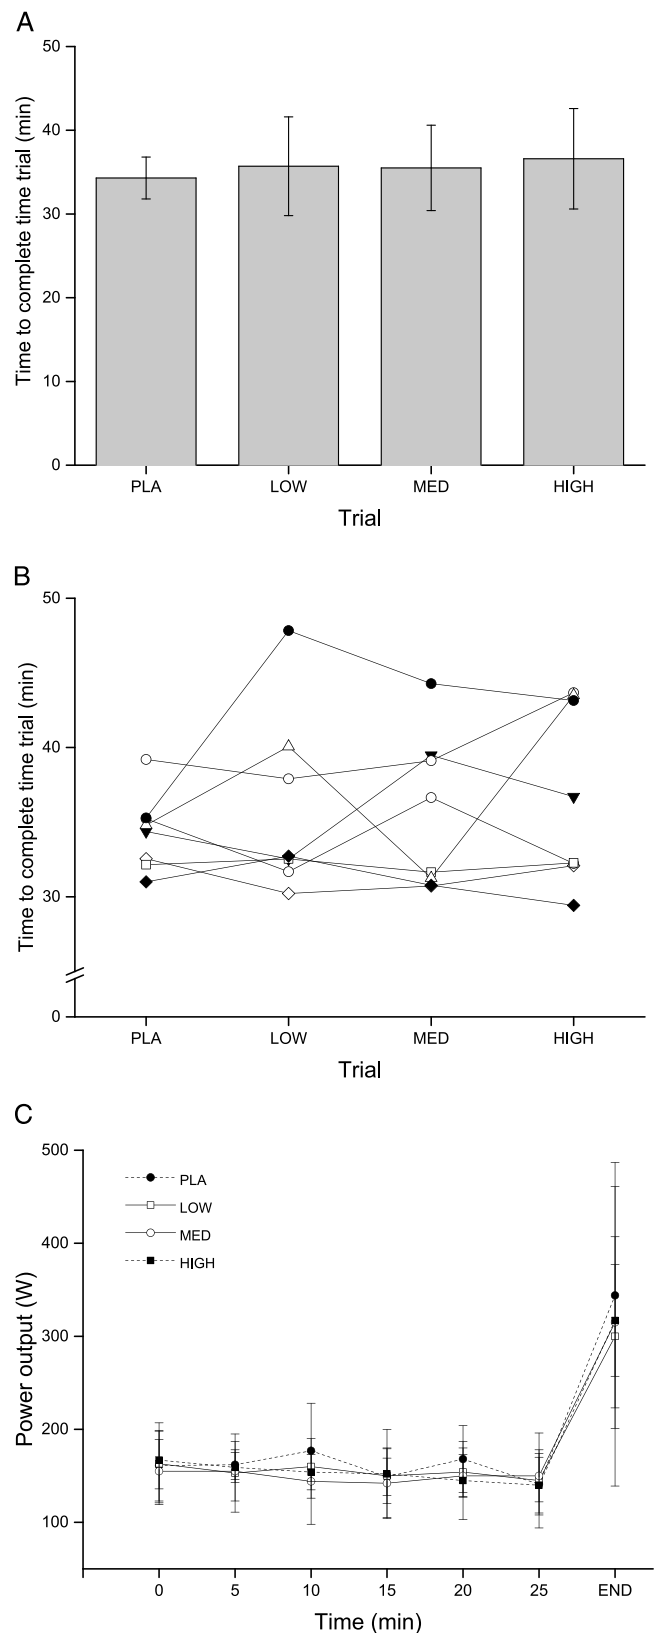 A
50
40
30
20
10
0
Time to complete time trial (min)
PLA LOW MED HIGH
Trial
B
50
40
30
0
Time to complete time trial (min)
PLA LOW MED HIGH
Trial
C
500
400
300
200
100
Power output (W)
PLA
LOW
MED
HIGH
0 5 10 15 20 25 END
Time (min)